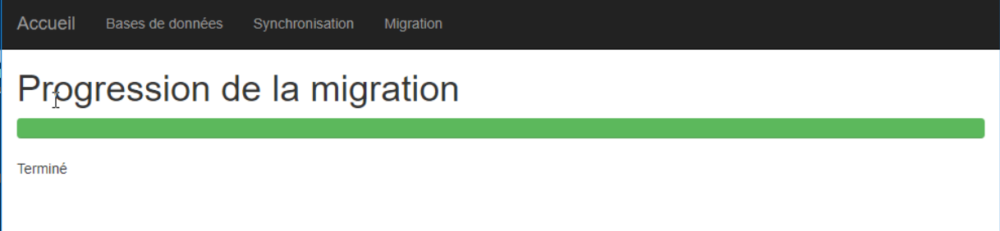 Accueil Bases de données Synchronisation Migration
Progression de la migration
Terminé